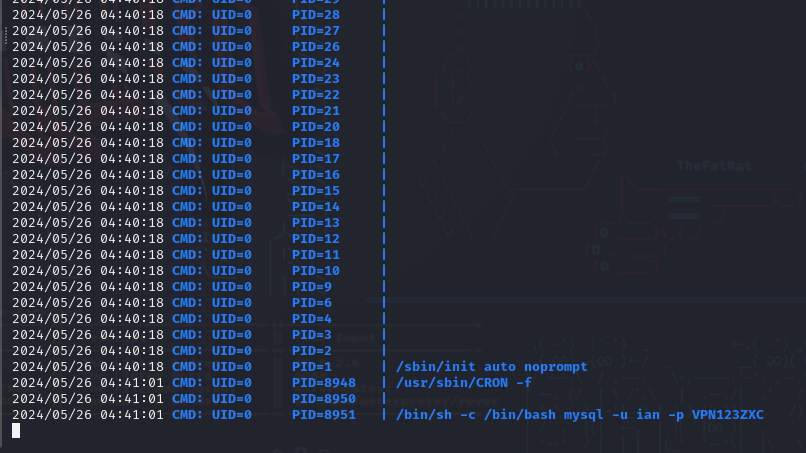 2024/05/26 04:40:18 CMD: UID=0 PID=29 |
2024/05/26 04:40:18 CMD: UID=0 PID=28 |
2024/05/26 04:40:18 CMD: UID=0 PID=27 |
2024/05/26 04:40:18 CMD: UID=0 PID=26 |
2024/05/26 04:40:18 CMD: UID=0 PID=24 |
2024/05/26 04:40:18 CMD: UID=0 PID=23 |
2024/05/26 04:40:18 CMD: UID=0 PID=22 |
2024/05/26 04:40:18 CMD: UID=0 PID=21 |
2024/05/26 04:40:18 CMD: UID=0 PID=20 |
2024/05/26 04:40:18 CMD: UID=0 PID=18 |
2024/05/26 04:40:18 CMD: UID=0 PID=17 |
2024/05/26 04:40:18 CMD: UID=0 PID=16 |
2024/05/26 04:40:18 CMD: UID=0 PID=15 |
2024/05/26 04:40:18 CMD: UID=0 PID=14 |
2024/05/26 04:40:18 CMD: UID=0 PID=13 |
2024/05/26 04:40:18 CMD: UID=0 PID=12 |
2024/05/26 04:40:18 CMD: UID=0 PID=11 |
2024/05/26 04:40:18 CMD: UID=0 PID=10 |
2024/05/26 04:40:18 CMD: UID=0 PID=9 |
2024/05/26 04:40:18 CMD: UID=0 PID=6 |
2024/05/26 04:40:18 CMD: UID=0 PID=4 |
2024/05/26 04:40:18 CMD: UID=0 PID=3 |
2024/05/26 04:40:18 CMD: UID=0 PID=2 |
2024/05/26 04:40:18 CMD: UID=0 PID=1 | /sbin/init auto noprompt
2024/05/26 04:41:01 CMD: UID=0 PID=8948 | /usr/sbin/CRON -f
2024/05/26 04:41:01 CMD: UID=0 PID=8950 |
2024/05/26 04:41:01 CMD: UID=0 PID=8951 | /bin/sh -c /bin/bash mysql -u ian -p VPN123ZXC
TheFatRat